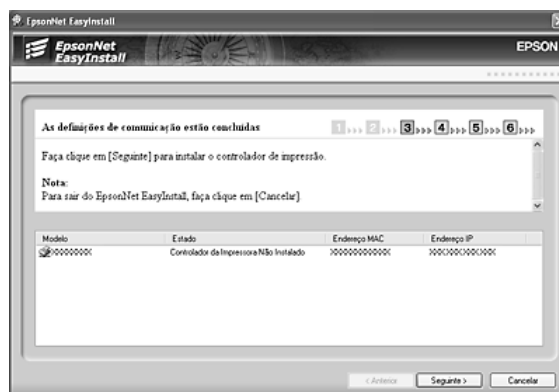 EpsonNet EasyInstall
EpsonNet
EasyInstall
EPSON
As definições de comunicação estão concluídas
1 2 3 4 5 6
Faça clique em [Seguinte] para instalar o controlador de impressão.
Nota:
Para sair do EpsonNet EasyInstall, faça clique em [Cancelar]
Modelo Estado Endereço MAC Endereço IP
XXXXXXXX Controlador da Impressora Não Instalado XXXXXXXXXXXX XXX.XXX.XXX.XXX
< Anterior Seguinte > Cancelar